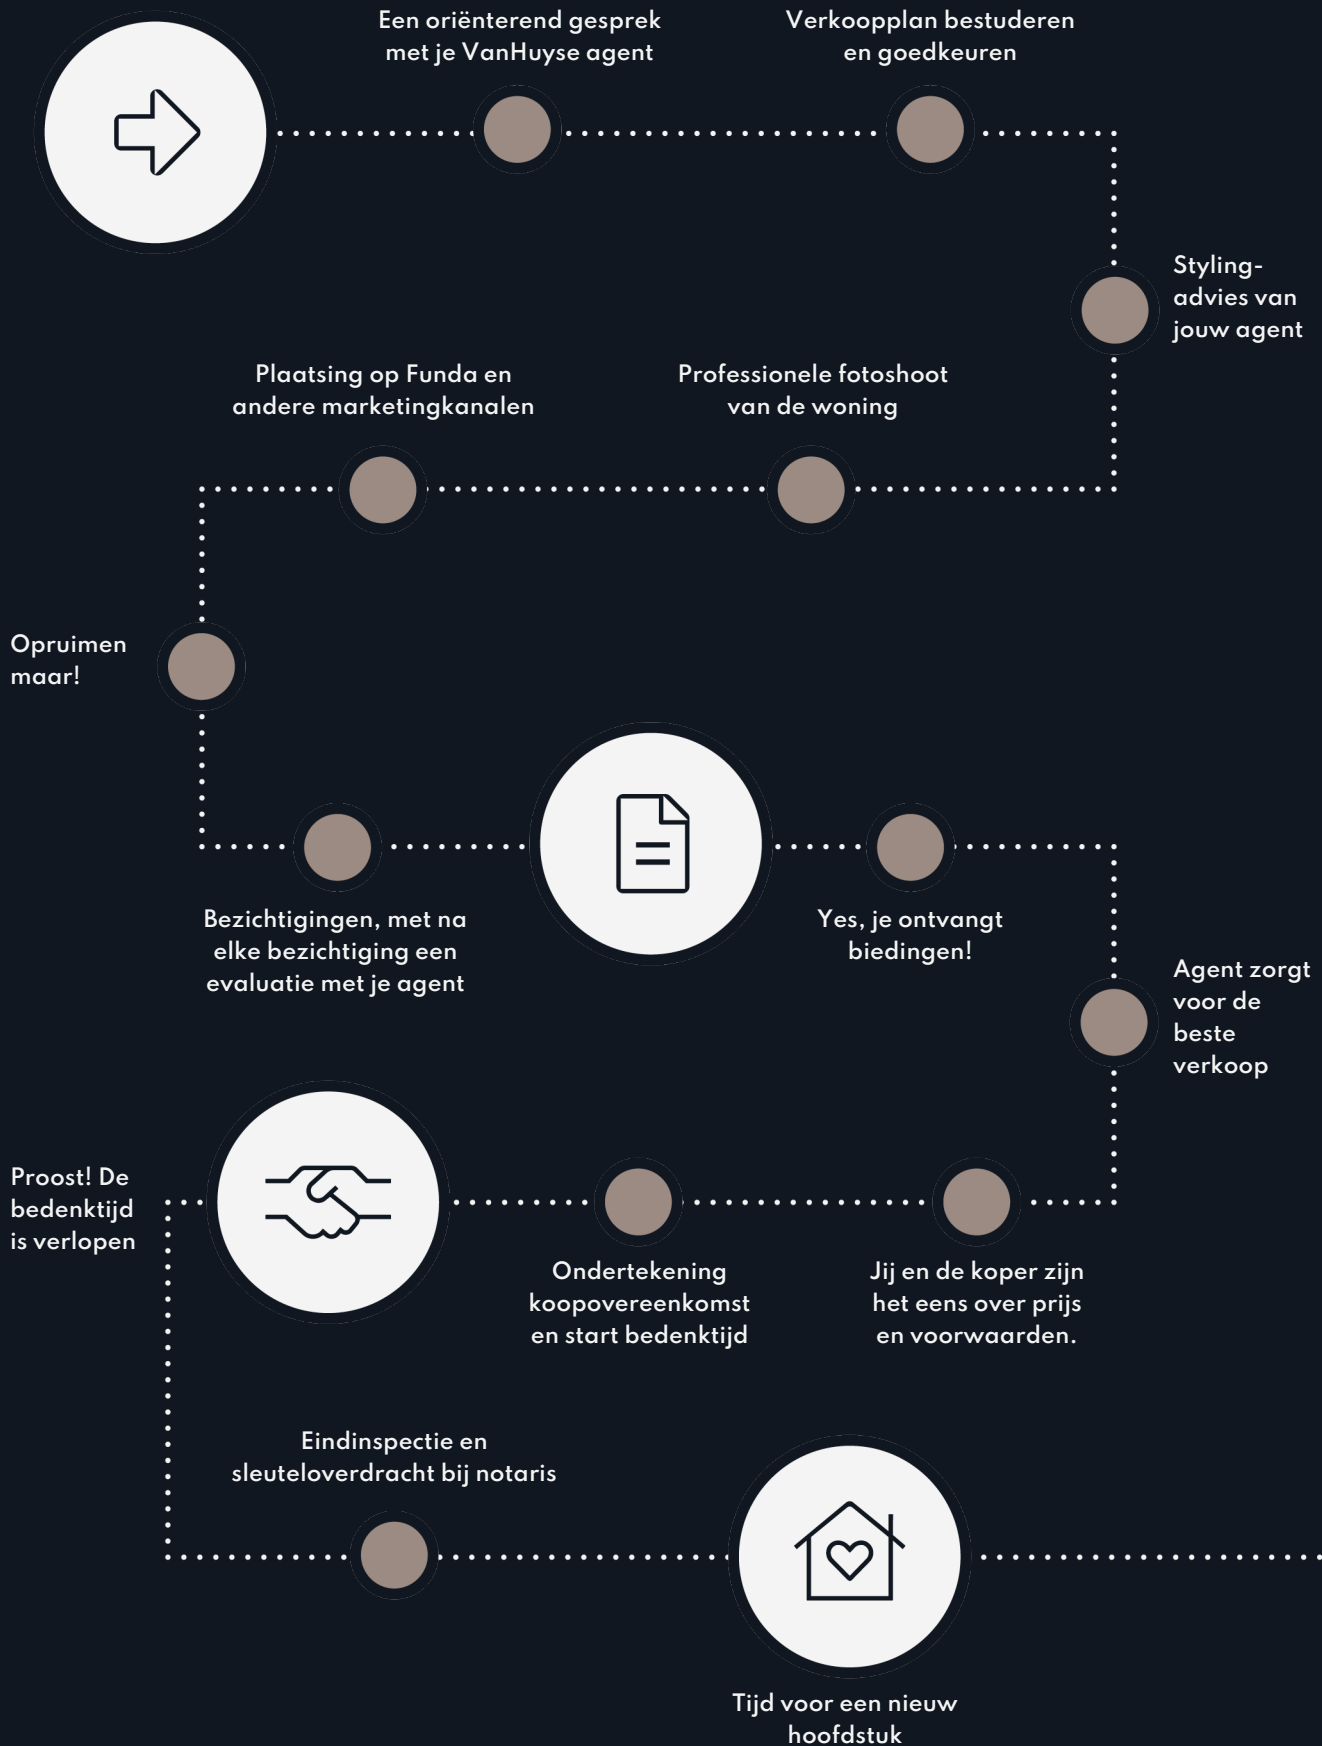 Een oriënterend gesprek
met je VanHuyse agent
Verkoopplan bestuderen
en goedkeuren
Styling-
advies van
jouw agent
Professionele fotoshoot
van de woning
Plaatsing op Funda en
andere marketingkanalen
Opruimen
maar!
Bezichtigingen, met na
elke bezichtiging een
evaluatie met je agent
Yes, je ontvangt
biedingen!
Agent zorgt
voor de
beste
verkoop
Jij en de koper zijn
het eens over prijs
en voorwaarden.
Ondertekening
koopovereenkomst
en start bedenktijd
Proost! De
bedenktijd
is verlopen
Eindinspectie en
sleuteloverdracht bij notaris
Tijd voor een nieuw
hoofdstuk